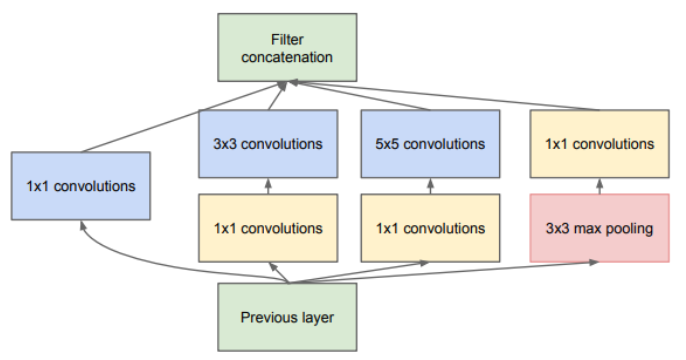 Filter
concatenation
3x3 convolutions
5x5 convolutions
1x1 convolutions
1x1 convolutions
1x1 convolutions
1x1 convolutions
3x3 max pooling
Previous layer